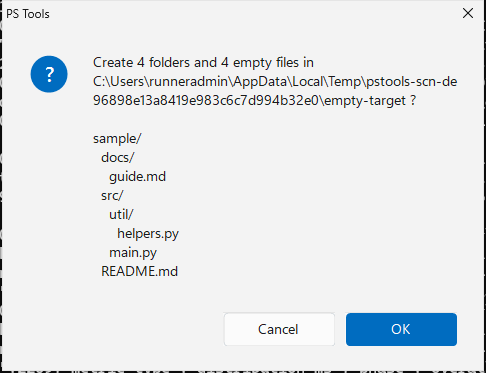 PS Tools
Create 4 folders and 4 empty files in
C:\Users\runneradmin\AppData\Local\Temp\pstools-scn-de
96898e13a8419e983c6c7d994b32e0\empty-target ?
sample/
docs/
guide.md
src/
util/
helpers.py
main.py
README.md
Cancel
OK